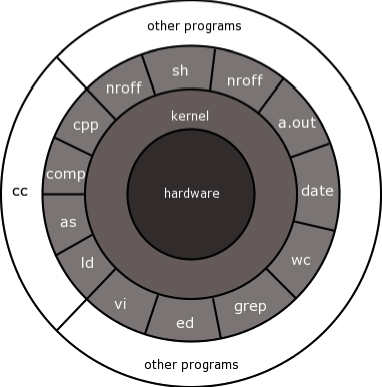 other programs
nroff
sh
nroff
a.out
cpp
kernel
comp
cc
hardware
date
as
ld
wc
vi
ed
grep
other programs